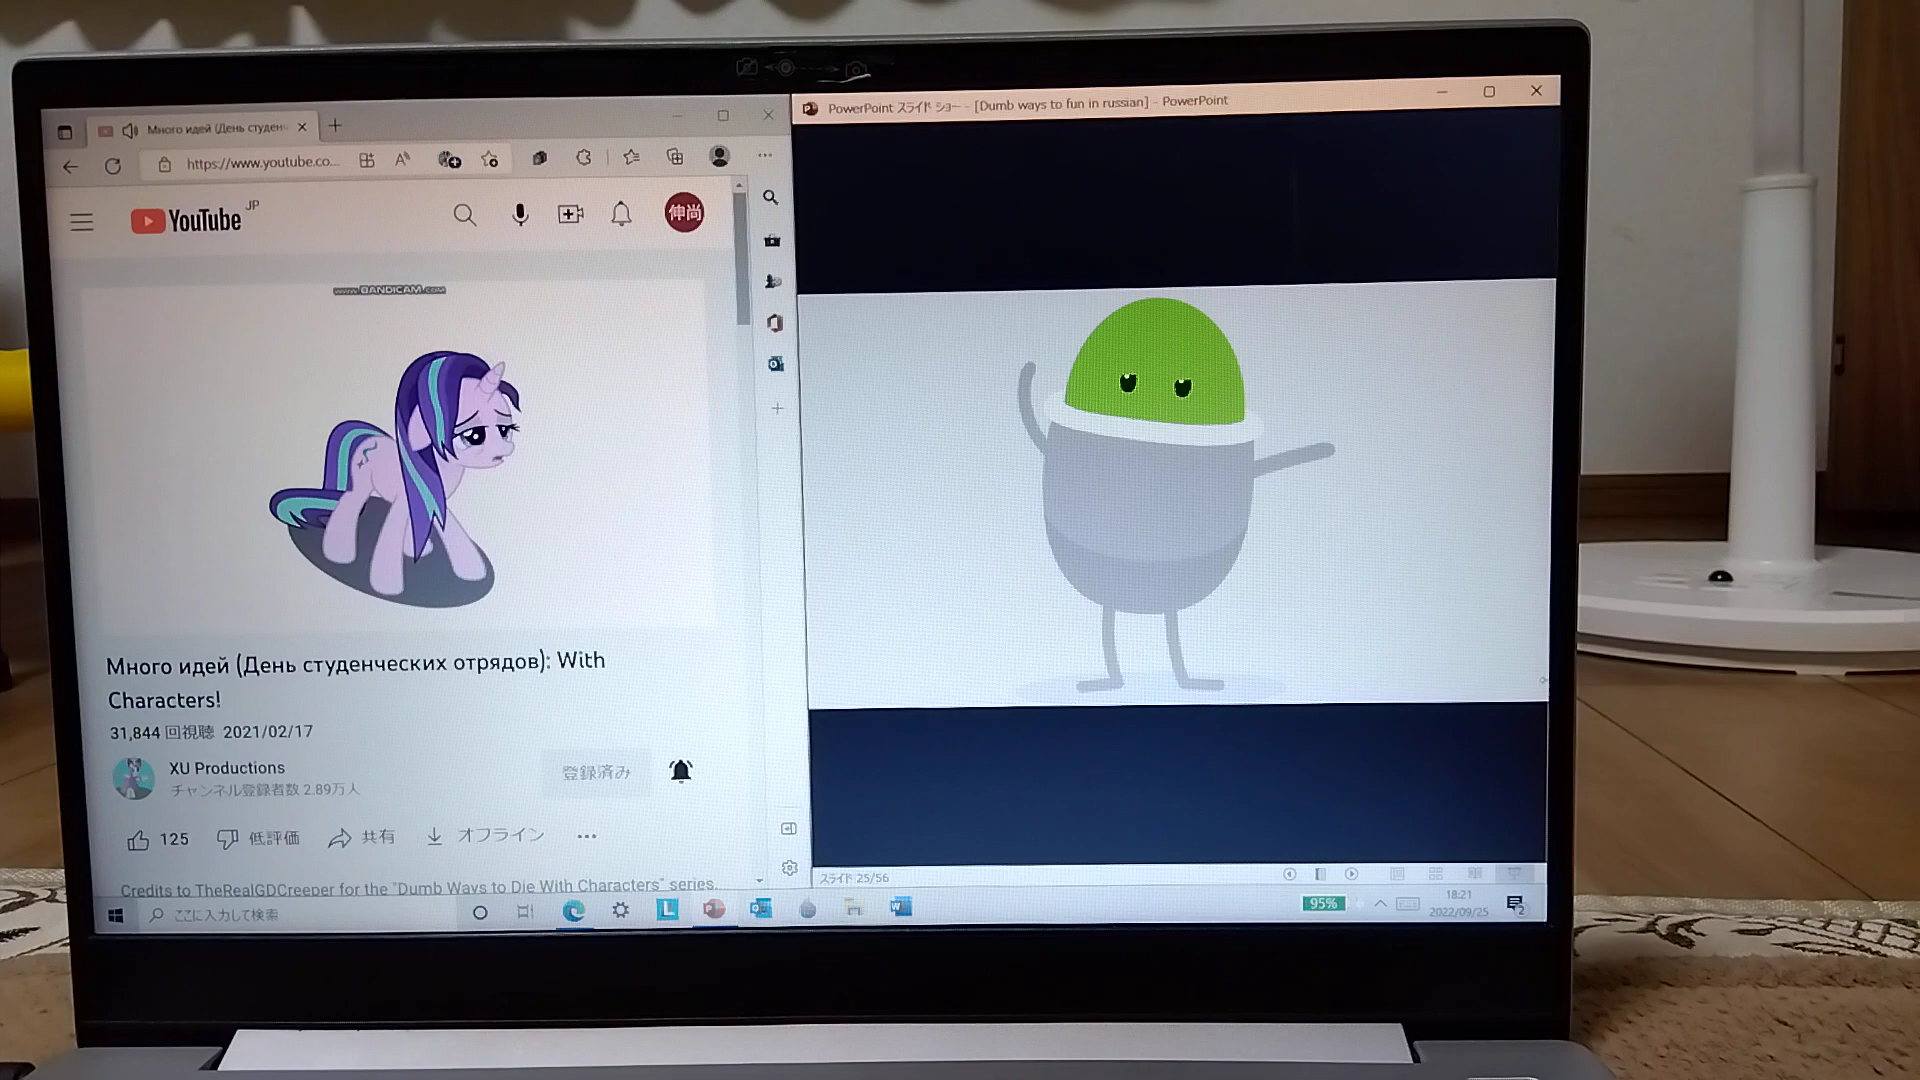 Много идей (День студен
https://www.youtube.co...
YouTube JP
伸尚
www.BANDICAM.COM
Много идей (День студенческих отрядов): With
Characters!
31,844 回視聴 2021/02/17
XU Productions
チャンネル登録者数 2.89万人
登録済み
125 低評価 共有 オフライン
Credits to TheRealGDCreeper for the "Dumb Ways to Die With Characters" series.
PowerPoint スライド ショー - [Dumb ways to fun in russian] - PowerPoint
スライド 25/56
ここに入力して検索
95%
18:21
2022/09/25
2